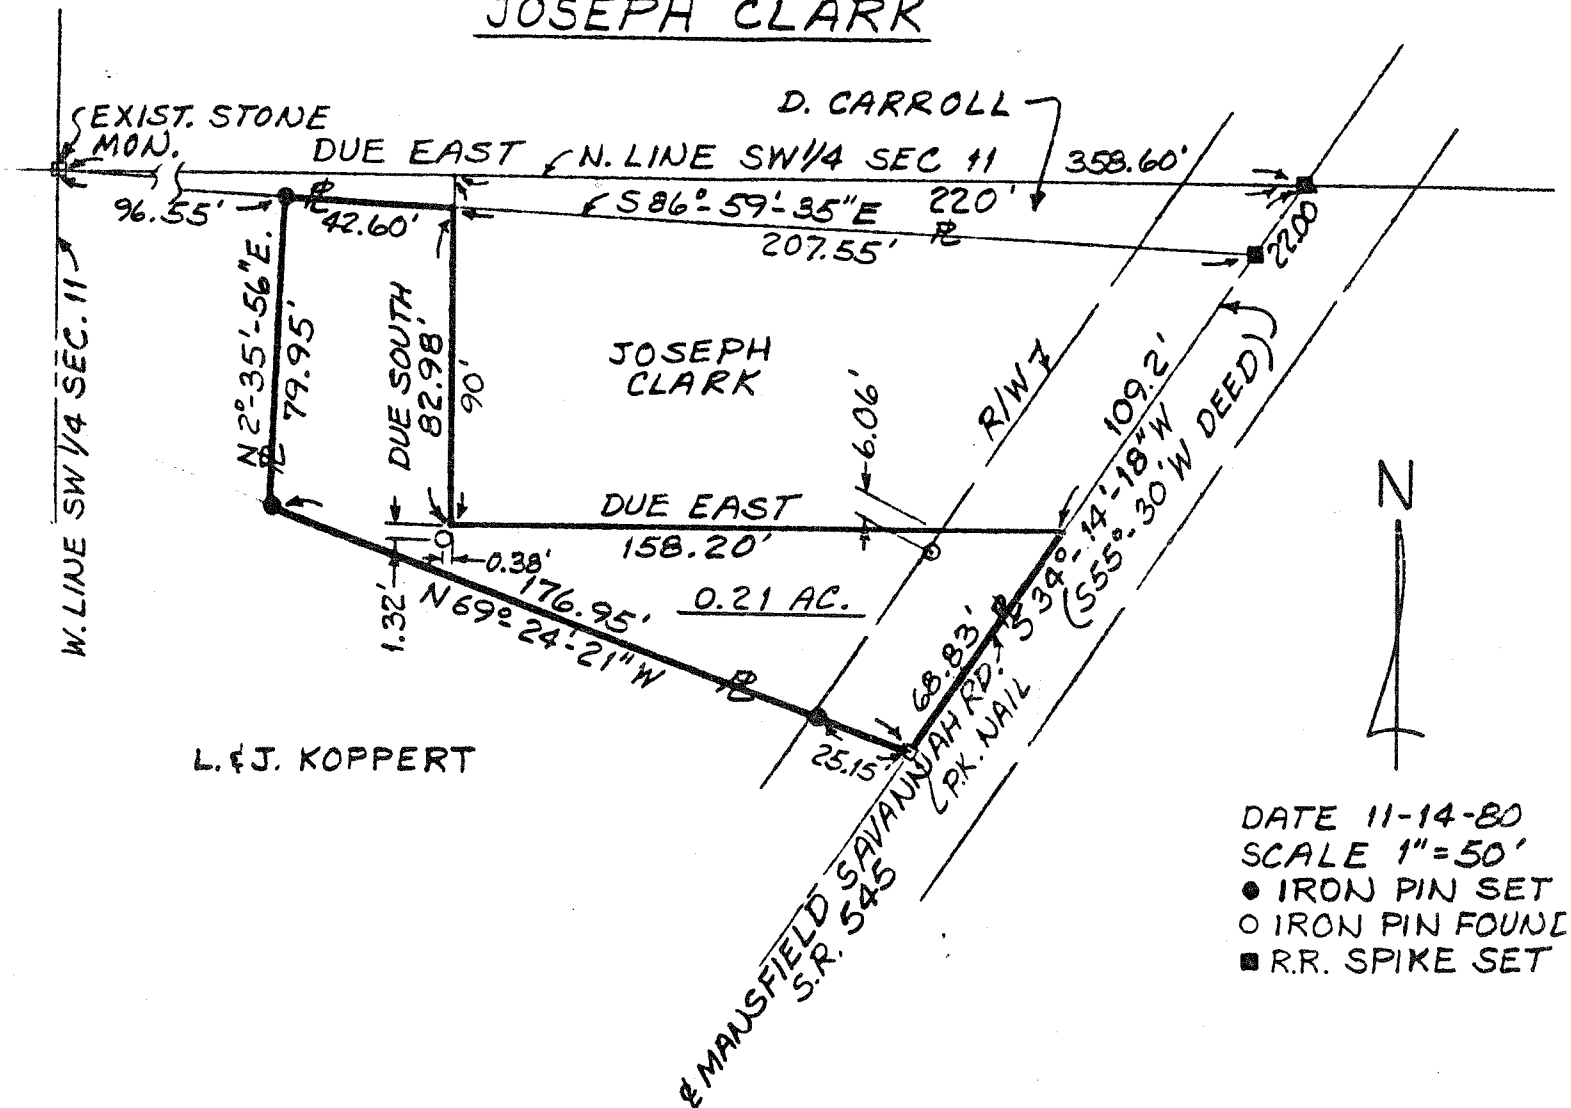 JOSEPH CLARK
EXIST. STONE
MON.
D. CARROLL
DUE EAST
N. LINE SW 1/4 SEC 11
358.60'
96.55'
42.60'
S 86°-59'-35"E
220'
207.55'
22.00
W. LINE SW 1/4 SEC. 11
N 2°-35'-56"E.
79.95'
DUE SOUTH
82.98'
90'
JOSEPH
CLARK
6.06'
R/W
109.2'
S 34°-14'-18"W
(S55°-30'W DEED)
N
DUE EAST
158.20'
0.38'
1.32'
176.95'
N 69°-24'-21"W
0.21 AC.
68.83'
25.15'
P.K. NAIL
L. & J. KOPPERT
℄ MANSFIELD SAVANNAH RD.
S.R. 545
DATE 11-14-80
SCALE 1"=50'
IRON PIN SET
IRON PIN FOUND
R.R. SPIKE SET